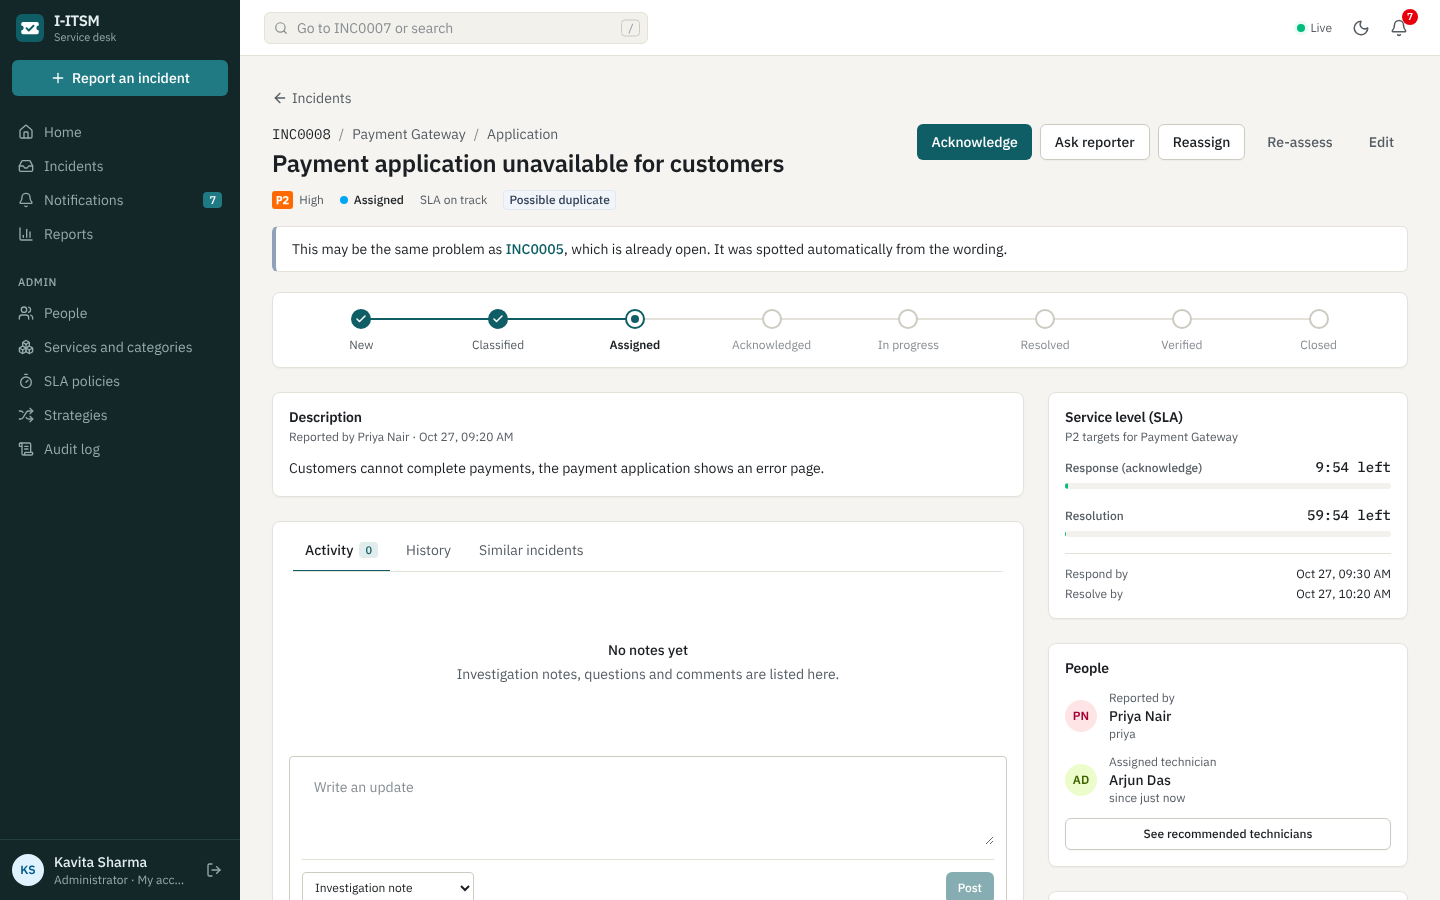 I-ITSM
Service desk
Report an incident
Home
Incidents
Notifications 7
Reports
ADMIN
People
Services and categories
SLA policies
Strategies
Audit log
KS
Kavita Sharma
Administrator · My acc...
Go to INC0007 or search /
Live
7
Incidents
INC0008 / Payment Gateway / Application
Payment application unavailable for customers
Acknowledge
Ask reporter
Reassign
Re-assess
Edit
P2 High Assigned SLA on track Possible duplicate
This may be the same problem as INC0005, which is already open. It was spotted automatically from the wording.
New
Classified
Assigned
Acknowledged
In progress
Resolved
Verified
Closed
Description
Reported by Priya Nair · Oct 27, 09:20 AM
Customers cannot complete payments, the payment application shows an error page.
Activity 0
History
Similar incidents
No notes yet
Investigation notes, questions and comments are listed here.
Write an update
Investigation note
Post
Service level (SLA)
P2 targets for Payment Gateway
Response (acknowledge) 9:54 left
Resolution 59:54 left
Respond by Oct 27, 09:30 AM
Resolve by Oct 27, 10:20 AM
People
PN
Reported by
Priya Nair
priya
AD
Assigned technician
Arjun Das
since just now
See recommended technicians